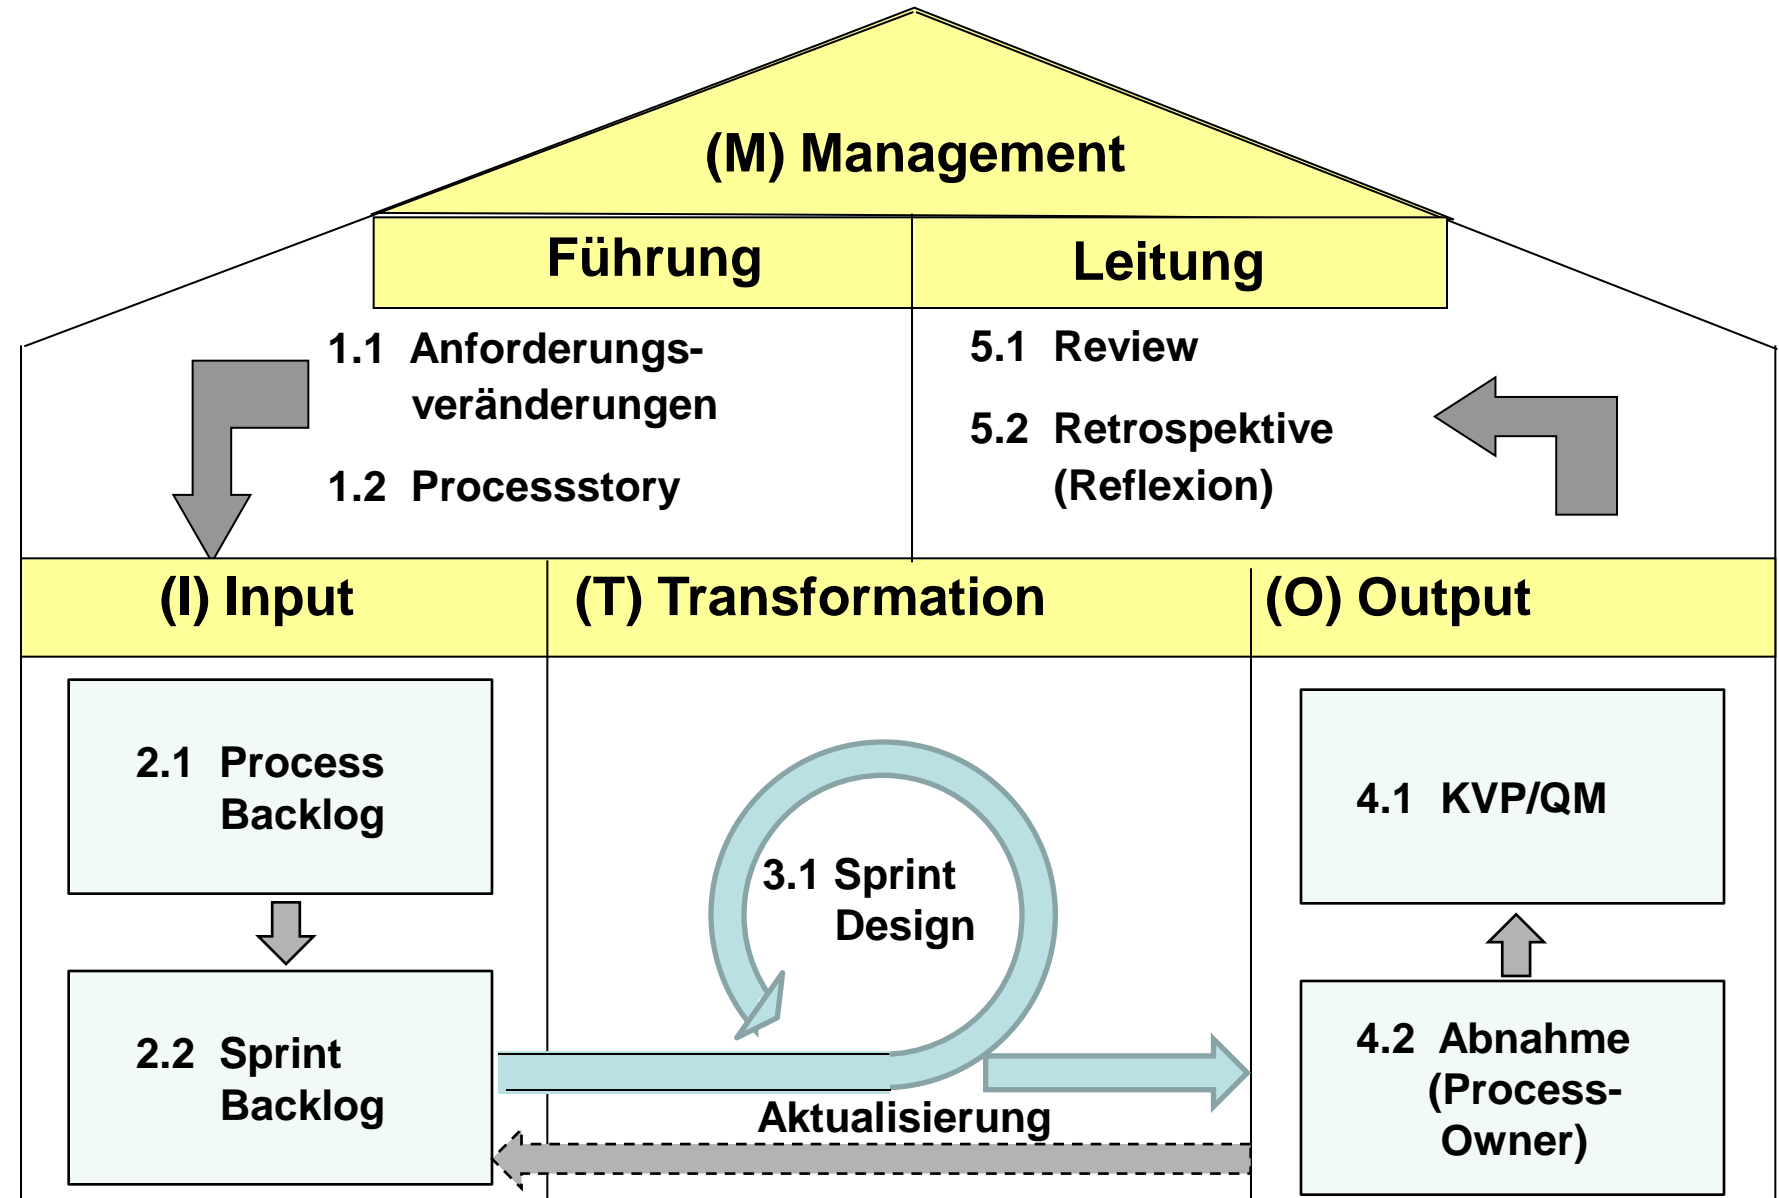 (M) Management
Führung
Leitung
1.1 Anforderungs-
veränderungen
1.2 Processstory
5.1 Review
5.2 Retrospektive
(Reflexion)
(I) Input
(T) Transformation
(O) Output
2.1 Process
Backlog
2.2 Sprint
Backlog
3.1 Sprint
Design
Aktualisierung
4.1 KVP/QM
4.2 Abnahme
(Process-
Owner)